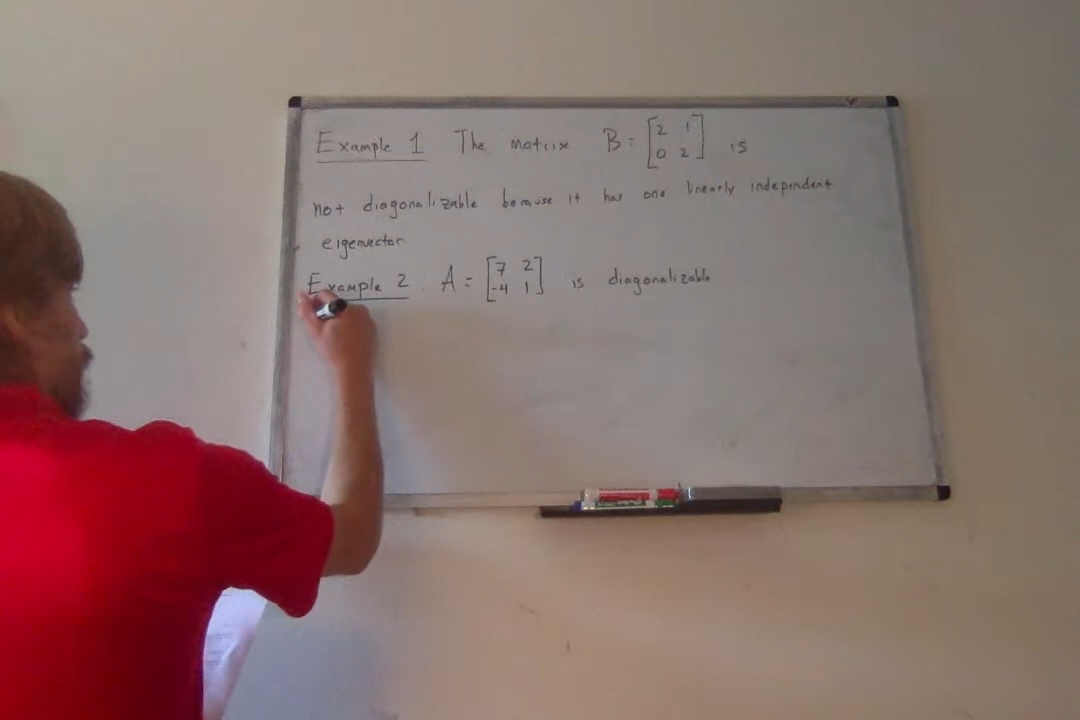 Example 1 The matrix B = [2 1
0 2] is
not diagonalizable because it has one linearly independent
eigenvector
Example 2 : A = [7 2
-4 1] is diagonalizable